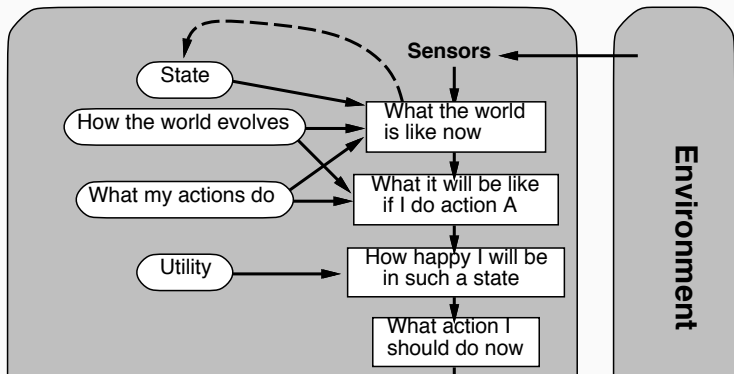 Sensors
State
What the world
is like now
How the world evolves
What it will be like
if I do action A
What my actions do
How happy I will be
in such a state
Utility
What action I
should do now
Environment